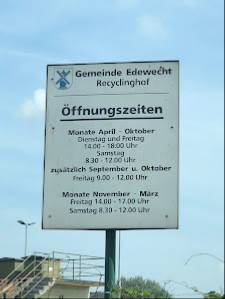 Gemeinde Edewecht
Recyclinghof
Öffnungszeiten
Monate April - Oktober
Dienstag und Freitag
14.00 - 18.00 Uhr
Samstag
8.30 - 12.00 Uhr
zusätzlich September u. Oktober
Freitag 9.00 - 12.00 Uhr
Monate November - März
Freitag 14.00 - 17.00 Uhr
Samstag 8.30 - 12.00 Uhr